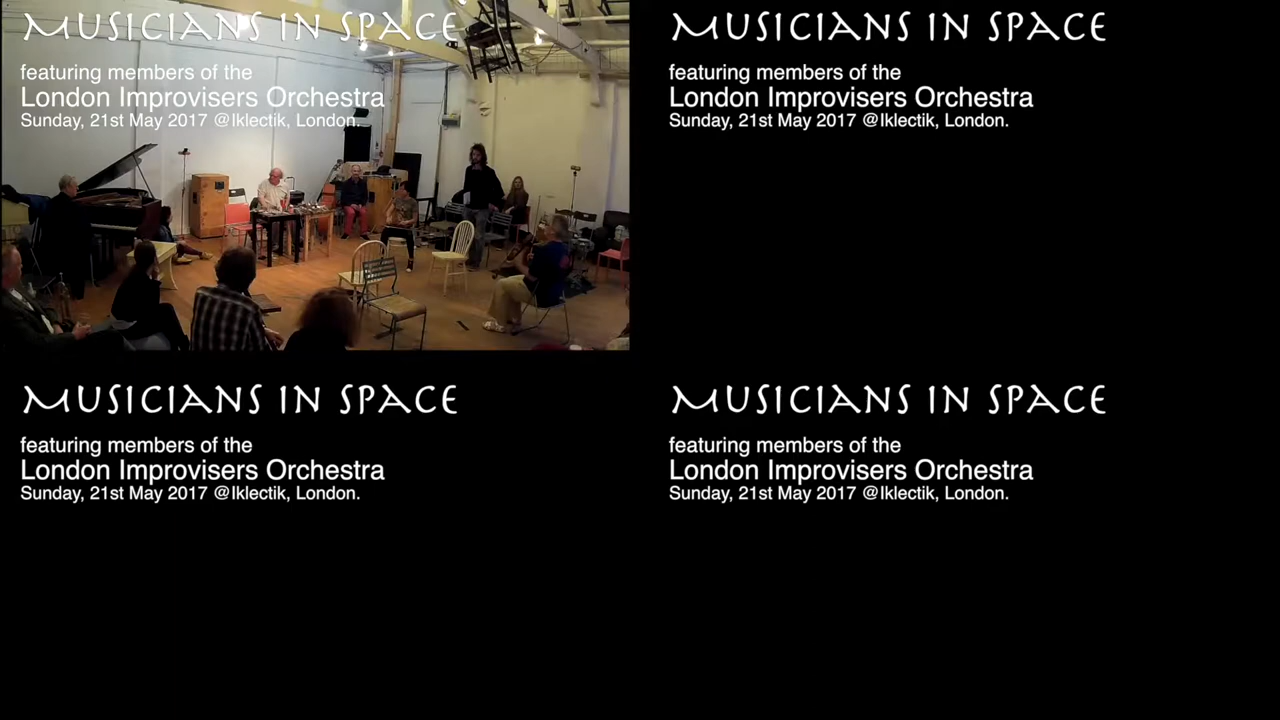 MUSICIANS IN SPACE
featuring members of the
London Improvisers Orchestra
Sunday, 21st May 2017 @Iklectik, London.
MUSICIANS IN SPACE
featuring members of the
London Improvisers Orchestra
Sunday, 21st May 2017 @Iklectik, London.
MUSICIANS IN SPACE
featuring members of the
London Improvisers Orchestra
Sunday, 21st May 2017 @Iklectik, London.
MUSICIANS IN SPACE
featuring members of the
London Improvisers Orchestra
Sunday, 21st May 2017 @Iklectik, London.